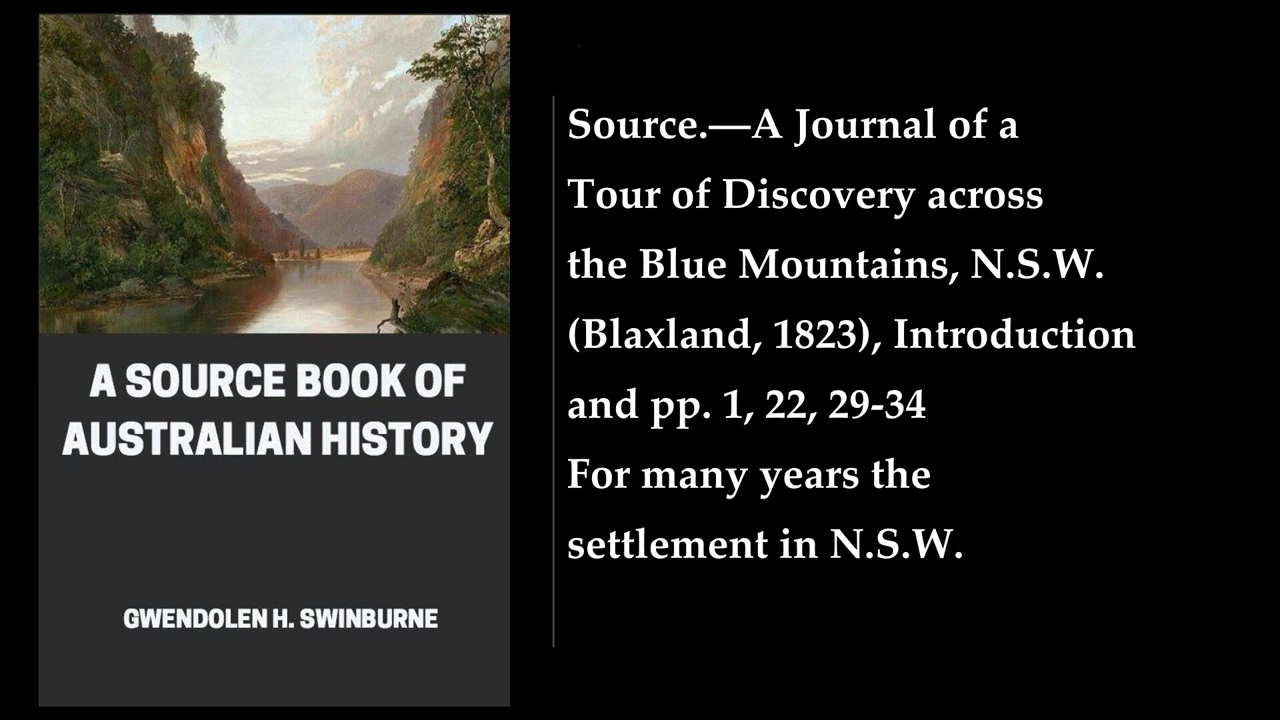 A SOURCE BOOK OF
AUSTRALIAN HISTORY
GWENDOLEN H. SWINBURNE
Source.—A Journal of a
Tour of Discovery across
the Blue Mountains, N.S.W.
(Blaxland, 1823), Introduction
and pp. 1, 22, 29-34
For many years the
settlement in N.S.W.